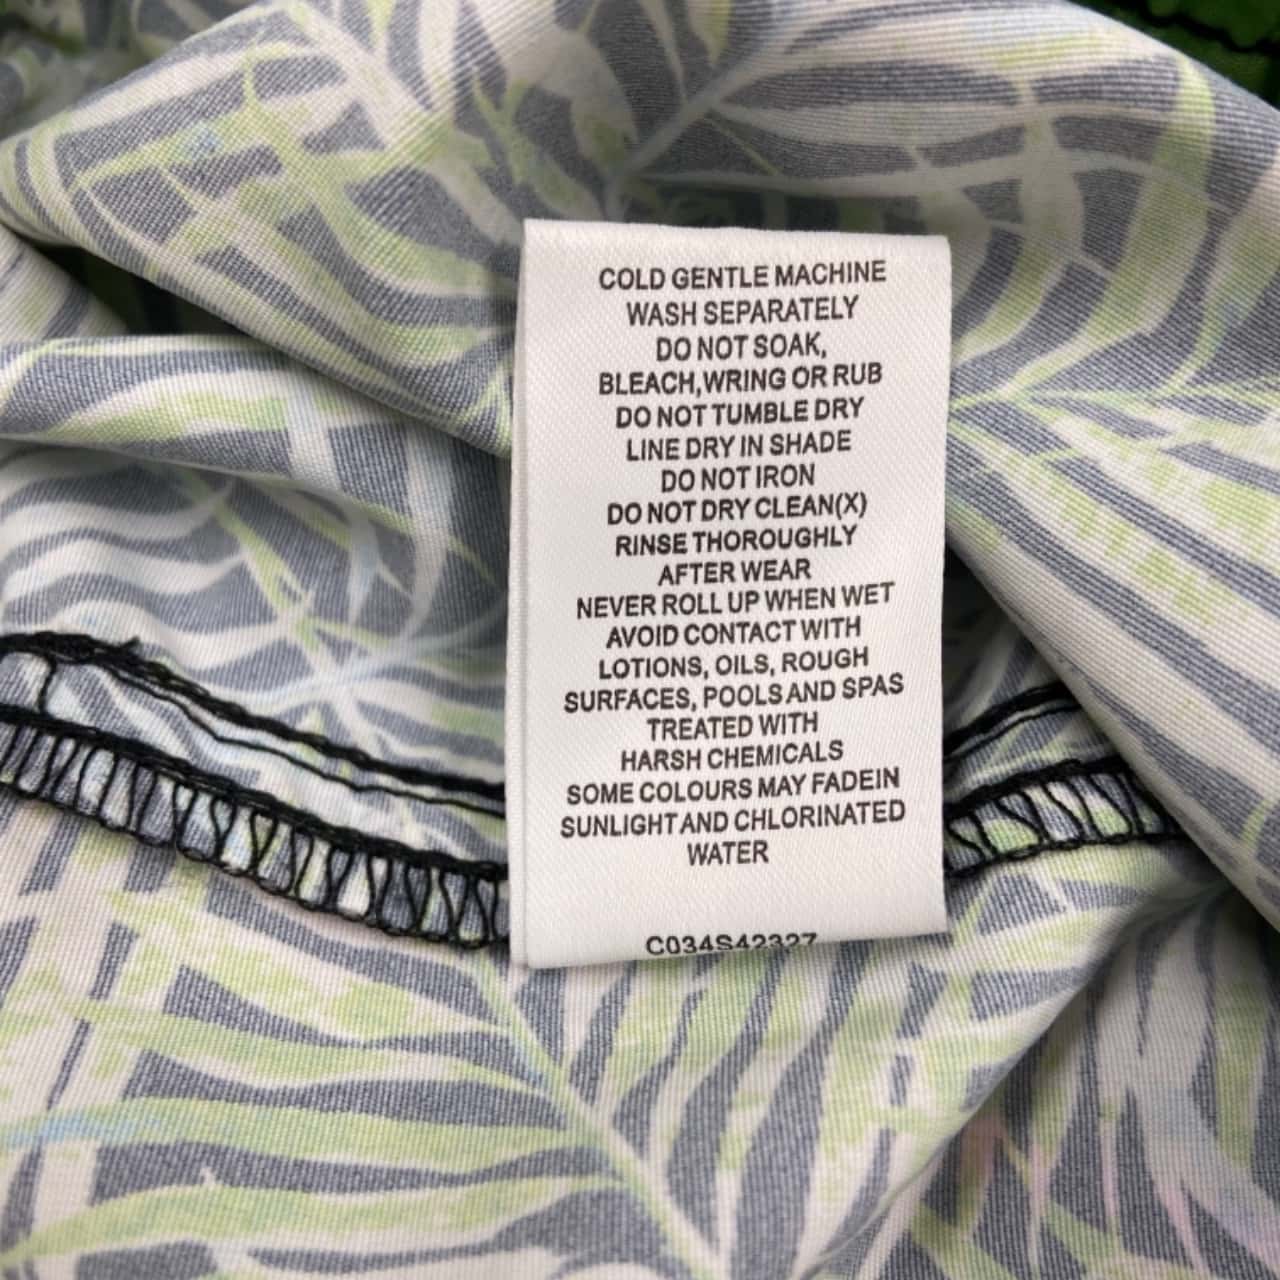 COLD GENTLE MACHINE
WASH SEPARATELY
DO NOT SOAK,
BLEACH,WRING OR RUB
DO NOT TUMBLE DRY
LINE DRY IN SHADE
DO NOT IRON
DO NOT DRY CLEAN(X)
RINSE THOROUGHLY
AFTER WEAR
NEVER ROLL UP WHEN WET
AVOID CONTACT WITH
LOTIONS, OILS, ROUGH
SURFACES, POOLS AND SPAS
TREATED WITH
HARSH CHEMICALS
SOME COLOURS MAY FADEIN
SUNLIGHT AND CHLORINATED
WATER
C034S42327